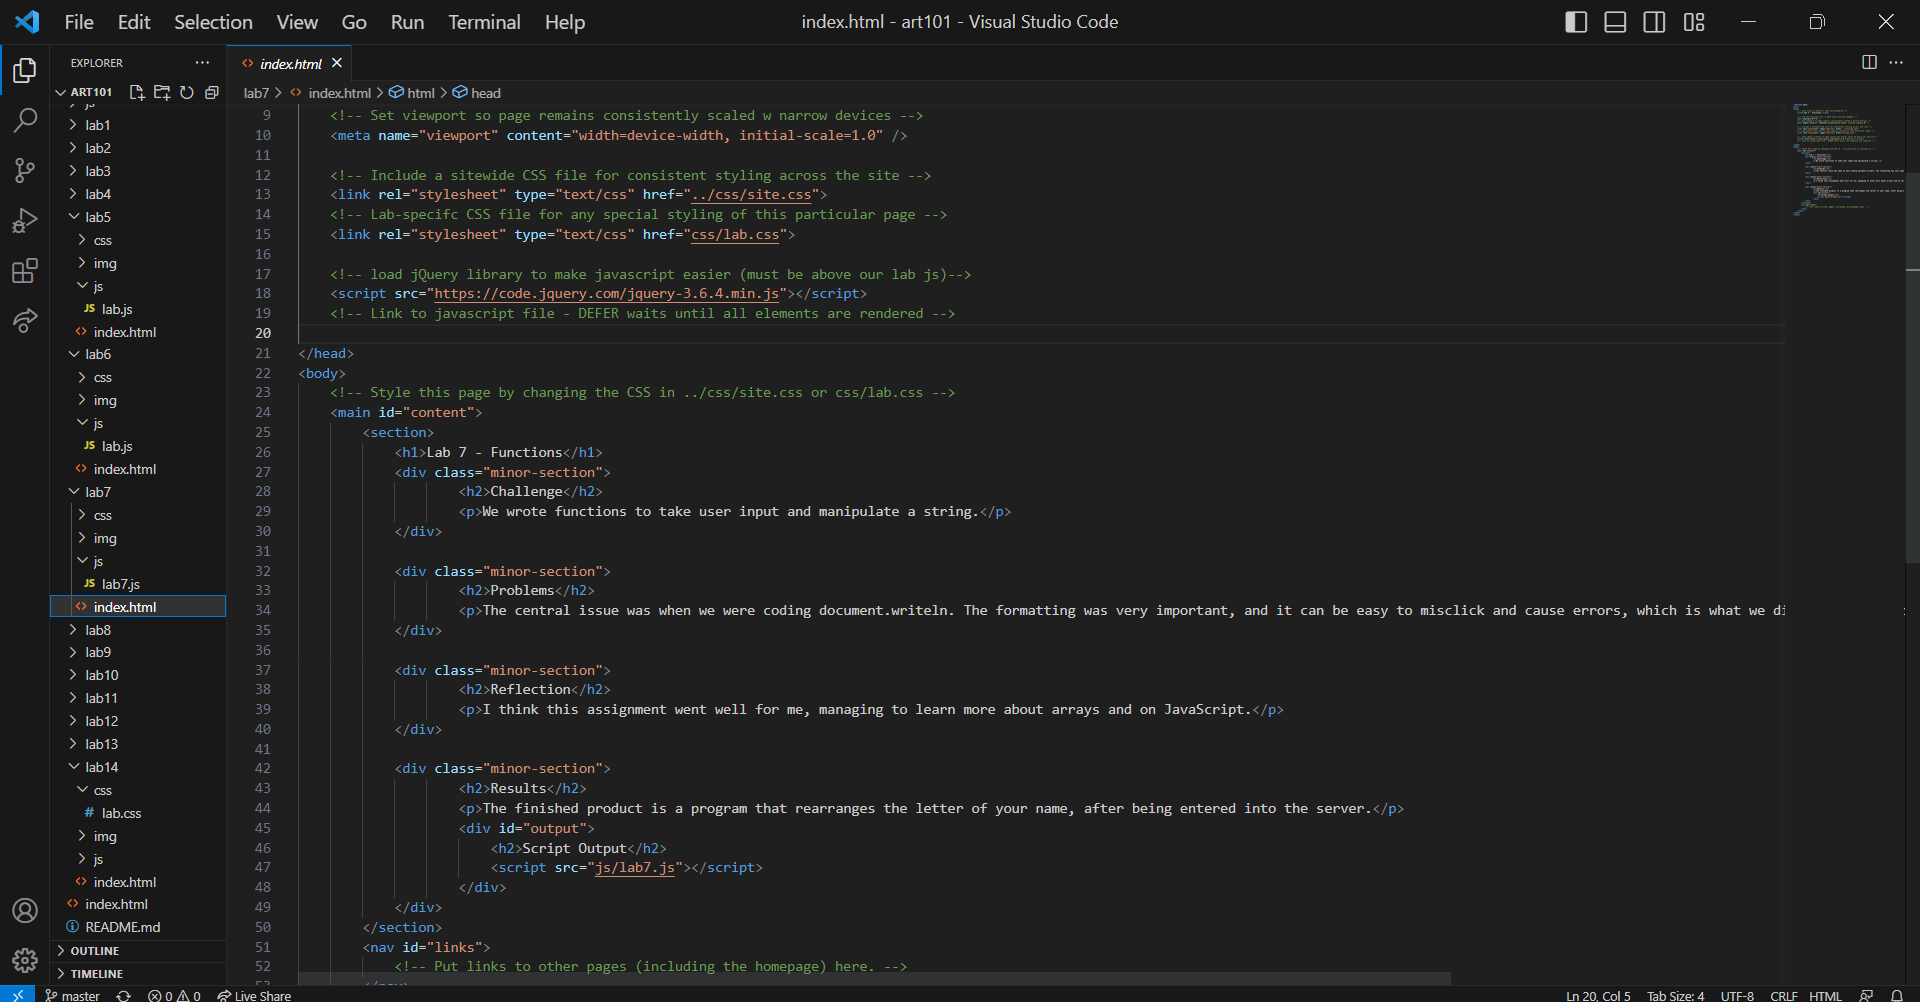 File Edit Selection View Go Run Terminal Help
index.html - art101 - Visual Studio Code
EXPLORER
ART101
js
lab1
lab2
lab3
lab4
lab5
css
img
js
JS lab.js
<> index.html
lab6
css
img
js
JS lab.js
<> index.html
lab7
css
img
js
JS lab7.js
<> index.html
lab8
lab9
lab10
lab11
lab12
lab13
lab14
css
# lab.css
img
js
<> index.html
<> index.html
README.md
OUTLINE
TIMELINE
<> index.html
lab7 > <> index.html > html > head
9 <!-- Set viewport so page remains consistently scaled w narrow devices -->
10 <meta name="viewport" content="width=device-width, initial-scale=1.0" />
11
12 <!-- Include a sitewide CSS file for consistent styling across the site -->
13 <link rel="stylesheet" type="text/css" href="../css/site.css">
14 <!-- Lab-specifc CSS file for any special styling of this particular page -->
15 <link rel="stylesheet" type="text/css" href="css/lab.css">
16
17 <!-- load jQuery library to make javascript easier (must be above our lab js)-->
18 <script src="https://code.jquery.com/jquery-3.6.4.min.js"></script>
19 <!-- Link to javascript file - DEFER waits until all elements are rendered -->
20
21 </head>
22 <body>
23 <!-- Style this page by changing the CSS in ../css/site.css or css/lab.css -->
24 <main id="content">
25 <section>
26 <h1>Lab 7 - Functions</h1>
27 <div class="minor-section">
28 <h2>Challenge</h2>
29 <p>We wrote functions to take user input and manipulate a string.</p>
30 </div>
31
32 <div class="minor-section">
33 <h2>Problems</h2>
34 <p>The central issue was when we were coding document.writeln. The formatting was very important, and it can be easy to misclick and cause errors, which is what we di
35 </div>
36
37 <div class="minor-section">
38 <h2>Reflection</h2>
39 <p>I think this assignment went well for me, managing to learn more about arrays and on JavaScript.</p>
40 </div>
41
42 <div class="minor-section">
43 <h2>Results</h2>
44 <p>The finished product is a program that rearranges the letter of your name, after being entered into the server.</p>
45 <div id="output">
46 <h2>Script Output</h2>
47 <script src="js/lab7.js"></script>
48 </div>
49 </div>
50 </section>
51 <nav id="links">
52 <!-- Put links to other pages (including the homepage) here. -->
53 </nav>
master 0 0 Live Share
Ln 20, Col 5 Tab Size: 4 UTF-8 CRLF HTML